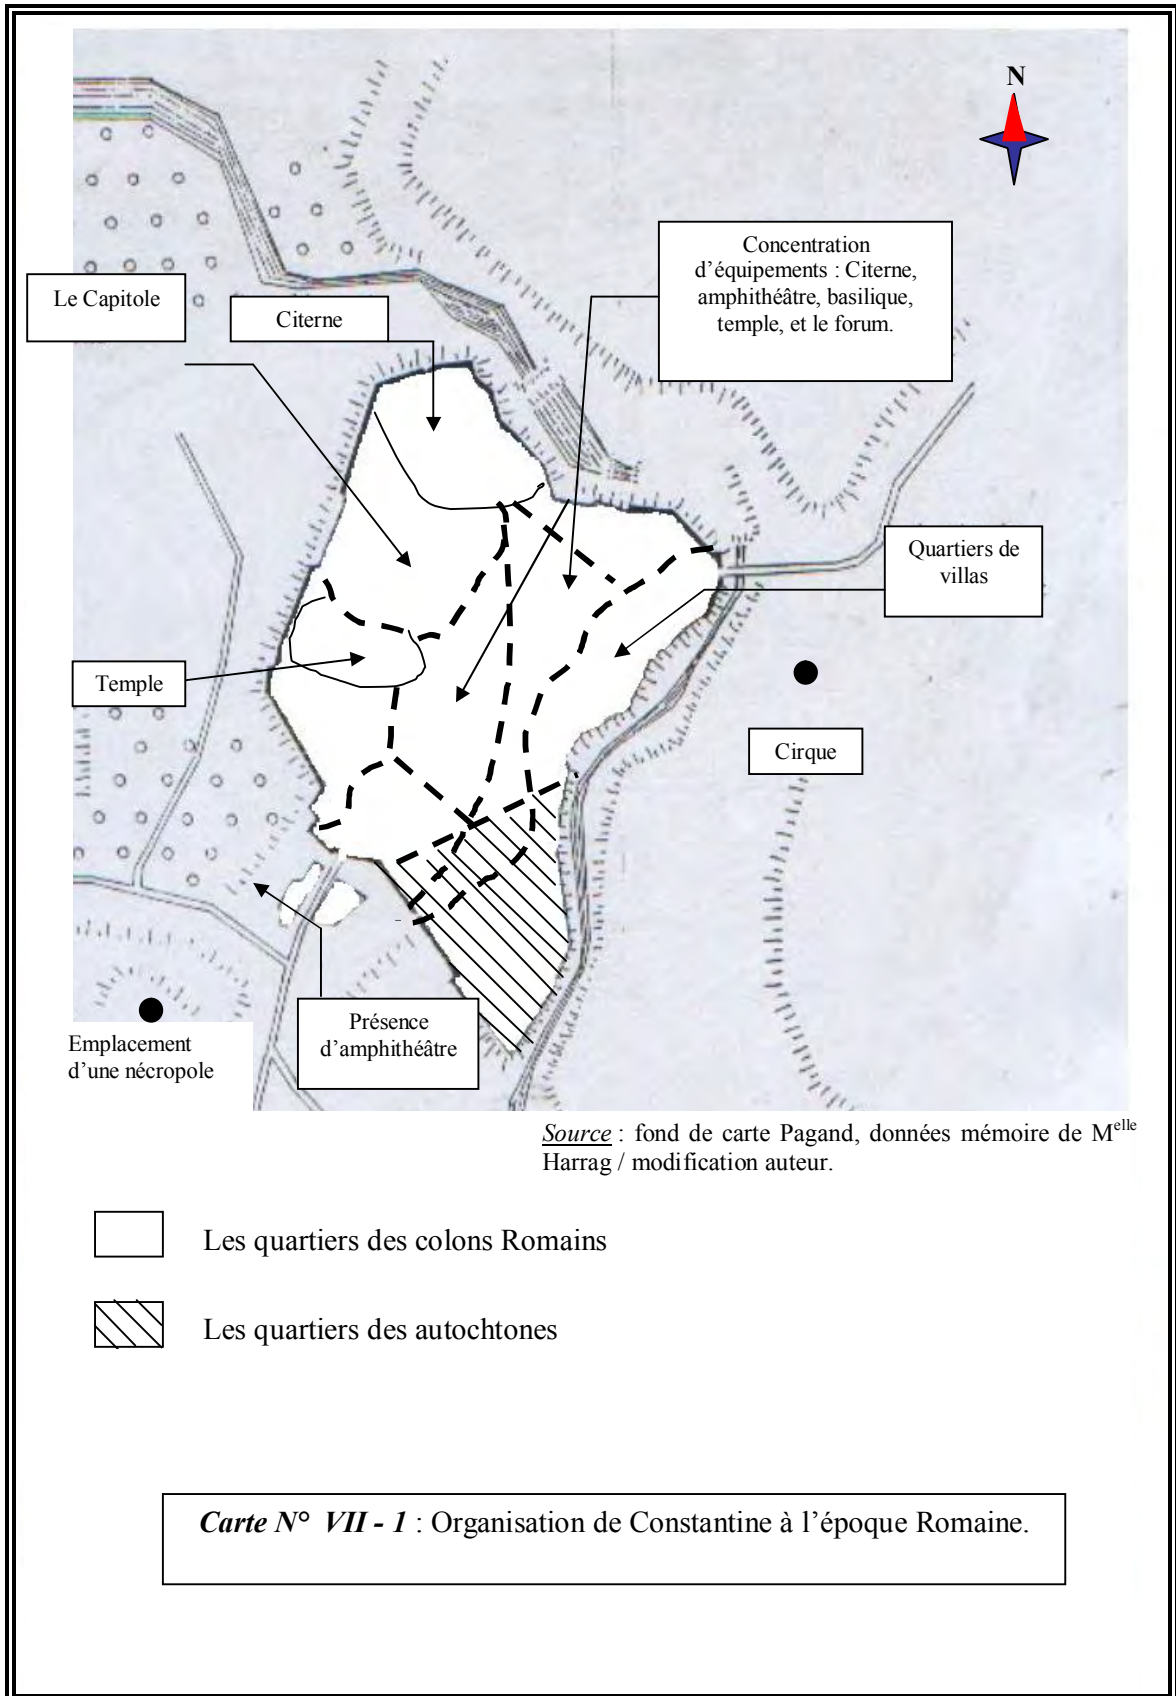 N
Concentration
d’équipements : Citerne,
amphithéâtre, basilique,
temple, et le forum.
Le Capitole
Citerne
Quartiers de
villas
Temple
Cirque
Présence
d’amphithéâtre
Emplacement
d’une nécropole
Source : fond de carte Pagand, données mémoire de Melle
Harrag / modification auteur.
Les quartiers des colons Romains
Les quartiers des autochtones
Carte N° VII - 1 : Organisation de Constantine à l’époque Romaine.